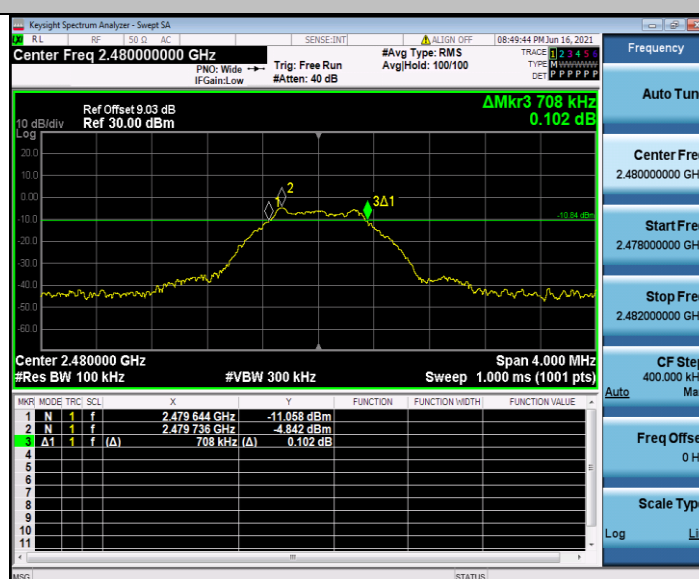 Keysight Spectrum Analyzer - Swept SA
RL RF 50 Ω AC SENSE:INT ALIGN OFF 08:49:44 PM Jun 16, 2021
Center Freq 2.480000000 GHz #Avg Type: RMS TRACE 1 2 3 4 5 6
PNO: Wide Trig: Free Run Avg|Hold: 100/100 TYPE M WWWWW
IFGain:Low #Atten: 40 dB DET P P P P P P
Ref Offset 9.03 dB ΔMkr3 708 kHz
10 dB/div Ref 30.00 dBm 0.102 dB
Log
20.0
10.0
0.00
-10.0
-20.0
-30.0
-40.0
-50.0
-60.0
1
2
3Δ1
-10.84 dBm
Center 2.480000 GHz Span 4.000 MHz
#Res BW 100 kHz #VBW 300 kHz Sweep 1.000 ms (1001 pts)
MKR MODE TRC SCL X Y FUNCTION FUNCTION WIDTH FUNCTION VALUE
1 N 1 f 2.479 644 GHz -11.058 dBm
2 N 1 f 2.479 736 GHz -4.842 dBm
3 Δ1 1 f (Δ) 708 kHz (Δ) 0.102 dB
4
5
6
7
8
9
10
11
MSG STATUS
Frequency
Auto Tun
Center Fre
2.480000000 GH
Start Fre
2.478000000 GH
Stop Fre
2.482000000 GH
CF Step
400.000 kH
Auto Ma
Freq Offse
0 H
Scale Type
Log Li